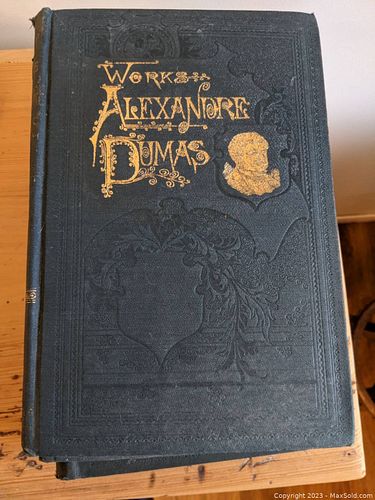 WORKS
ALEXANDRE
DUMAS
Copyright 2023 - MaxSold.com